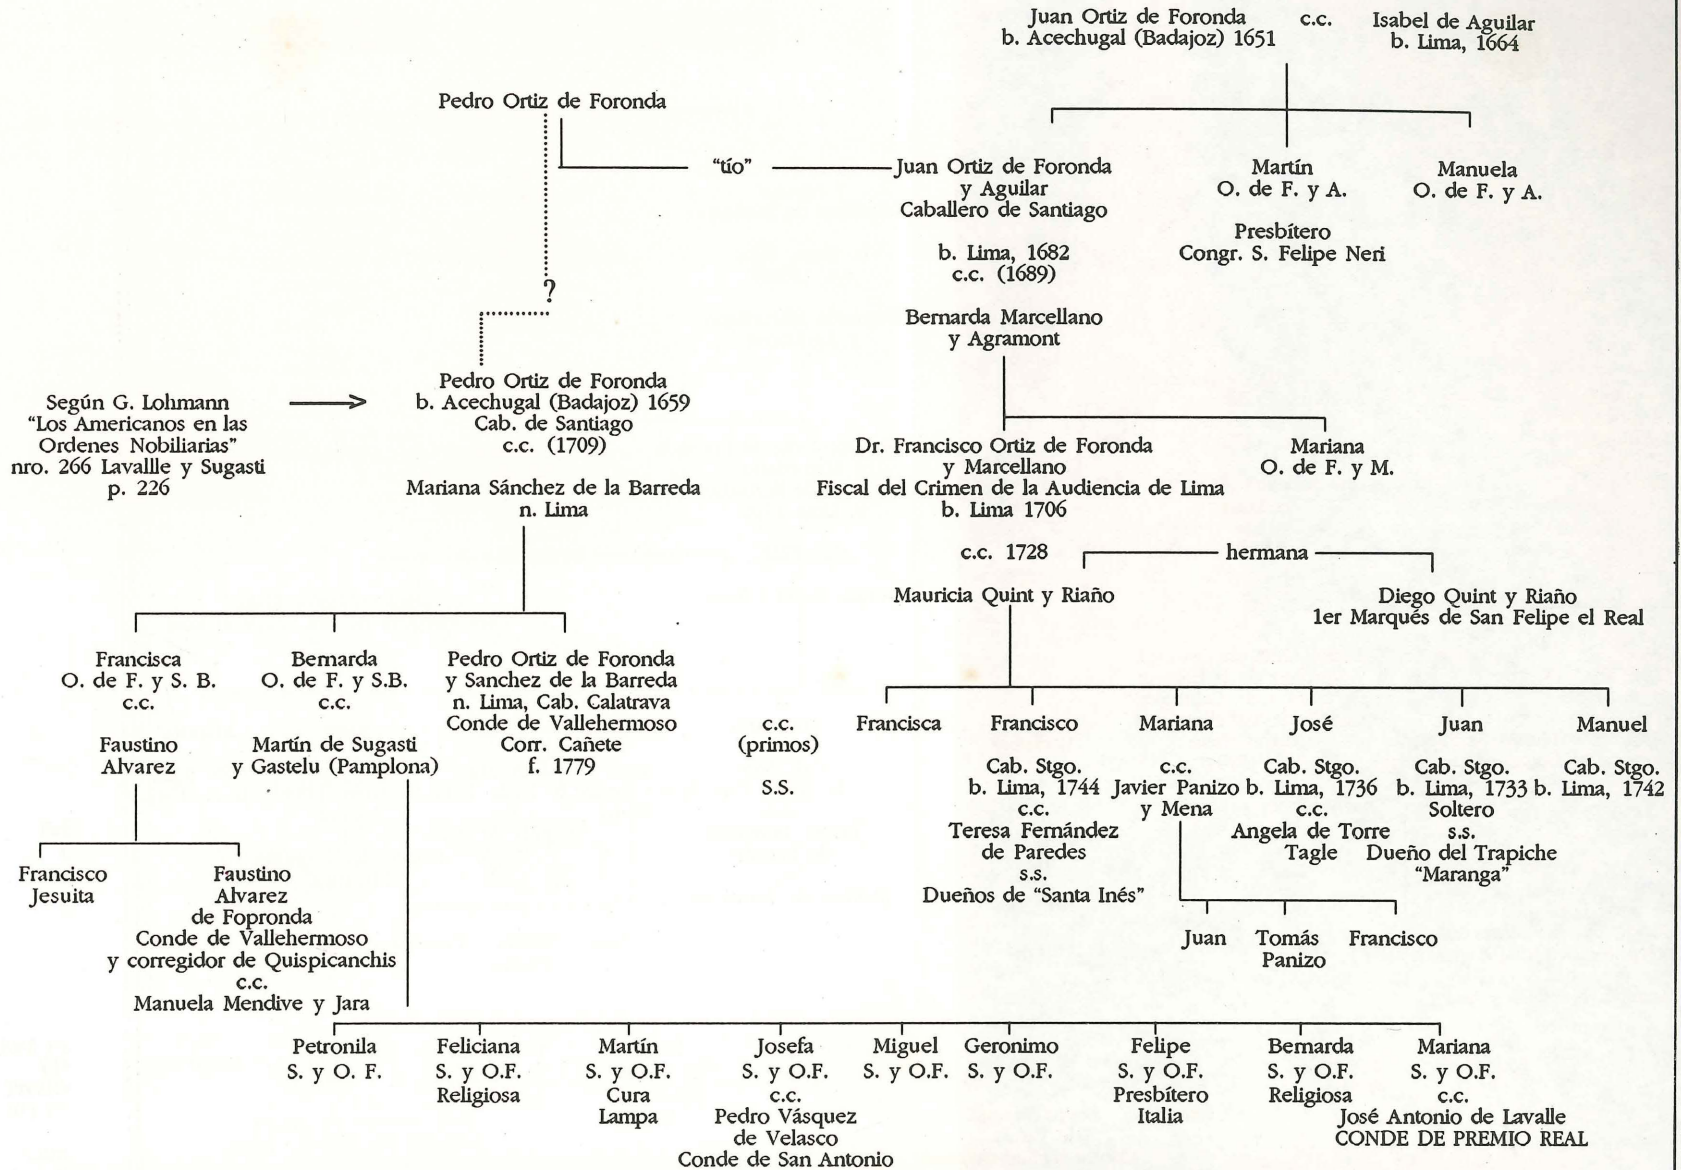 Juan Ortiz de Foronda
b. Acechugal (Badajoz) 1651
c.c.
Isabel de Aguilar
b. Lima, 1664
Pedro Ortiz de Foronda
"tío"
Juan Ortiz de Foronda
y Aguilar
Caballero de Santiago
b. Lima, 1682
c.c. (1689)
Bernarda Marcellano
y Agramont
Martín
O. de F. y A.
Presbítero
Congr. S. Felipe Neri
Manuela
O. de F. y A.
?
Según G. Lohmann
"Los Americanos en las
Ordenes Nobiliarias"
nro. 266 Lavallle y Sugasti
p. 226
Pedro Ortiz de Foronda
b. Acechugal (Badajoz) 1659
Cab. de Santiago
c.c. (1709)
Mariana Sánchez de la Barreda
n. Lima
Dr. Francisco Ortiz de Foronda
y Marcellano
Fiscal del Crimen de la Audiencia de Lima
b. Lima 1706
c.c. 1728
Mariana
O. de F. y M.
hermana
Mauricia Quint y Riaño
Diego Quint y Riaño
1er Marqués de San Felipe el Real
Francisca
O. de F. y S. B.
c.c.
Faustino
Alvarez
Bernarda
O. de F. y S.B.
c.c.
Martín de Sugasti
y Gastelu (Pamplona)
Pedro Ortiz de Foronda
y Sanchez de la Barreda
n. Lima, Cab. Calatrava
Conde de Vallehermoso
Corr. Cañete
f. 1779
c.c.
(primos)
S.S.
Francisca
Francisco
Cab. Stgo.
b. Lima, 1744
c.c.
Teresa Fernández
de Paredes
s.s.
Dueños de "Santa Inés"
Mariana
c.c.
Javier Panizo
y Mena
José
Cab. Stgo.
b. Lima, 1736
c.c.
Angela de Torre
Tagle
Juan
Cab. Stgo.
b. Lima, 1733
Soltero
s.s.
Dueño del Trapiche
"Maranga"
Manuel
Cab. Stgo.
b. Lima, 1742
Francisco
Jesuita
Faustino
Alvarez
de Fopronda
Conde de Vallehermoso
y corregidor de Quispicanchis
c.c.
Manuela Mendive y Jara
Juan
Tomás
Panizo
Francisco
Petronila
S. y O. F.
Feliciana
S. y O.F.
Religiosa
Martín
S. y O.F.
Cura
Lampa
Josefa
S. y O.F.
c.c.
Pedro Vásquez
de Velasco
Conde de San Antonio
Miguel
S. y O.F.
Geronimo
S. y O.F.
Felipe
S. y O.F.
Presbítero
Italia
Bernarda
S. y O.F.
Religiosa
Mariana
S. y O.F.
c.c.
José Antonio de Lavalle
CONDE DE PREMIO REAL